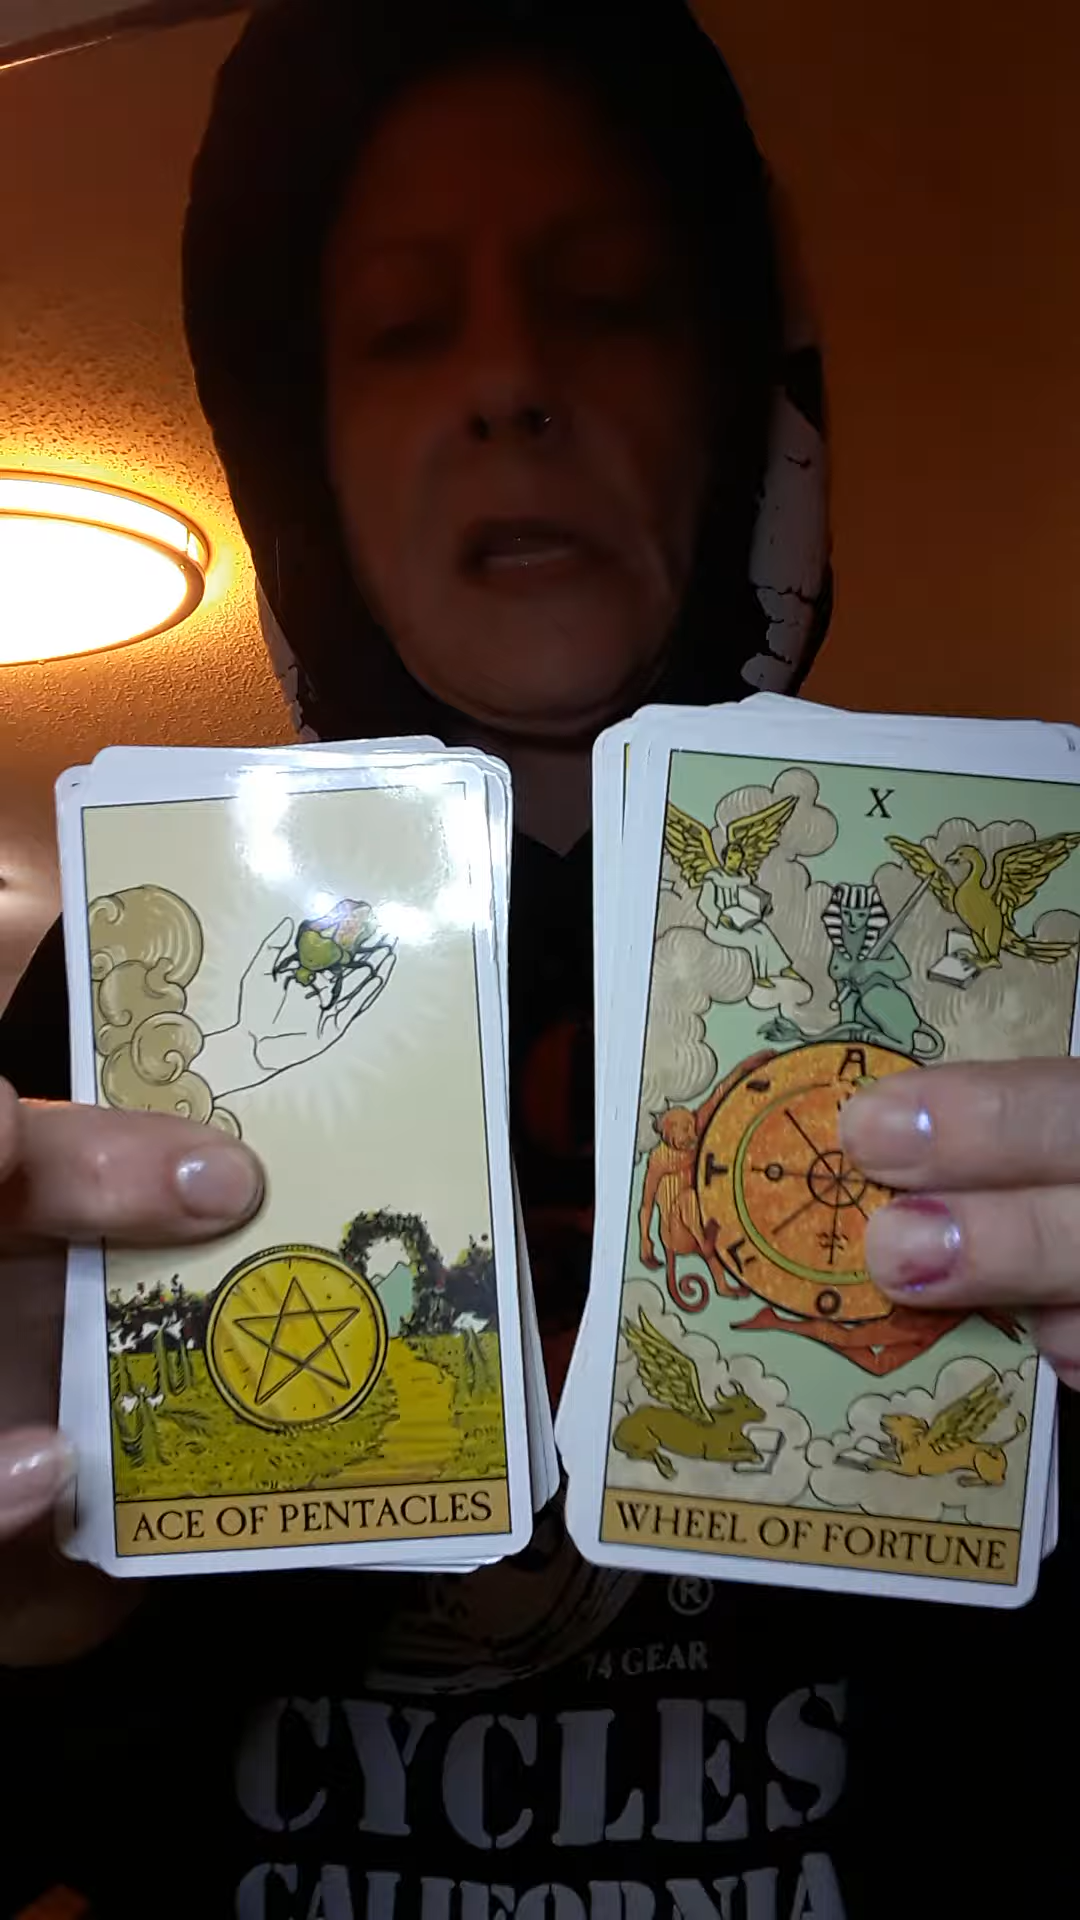 X
A
T
O
ACE OF PENTACLES
WHEEL OF FORTUNE
®
74 GEAR
CYCLES
CALIFORNIA